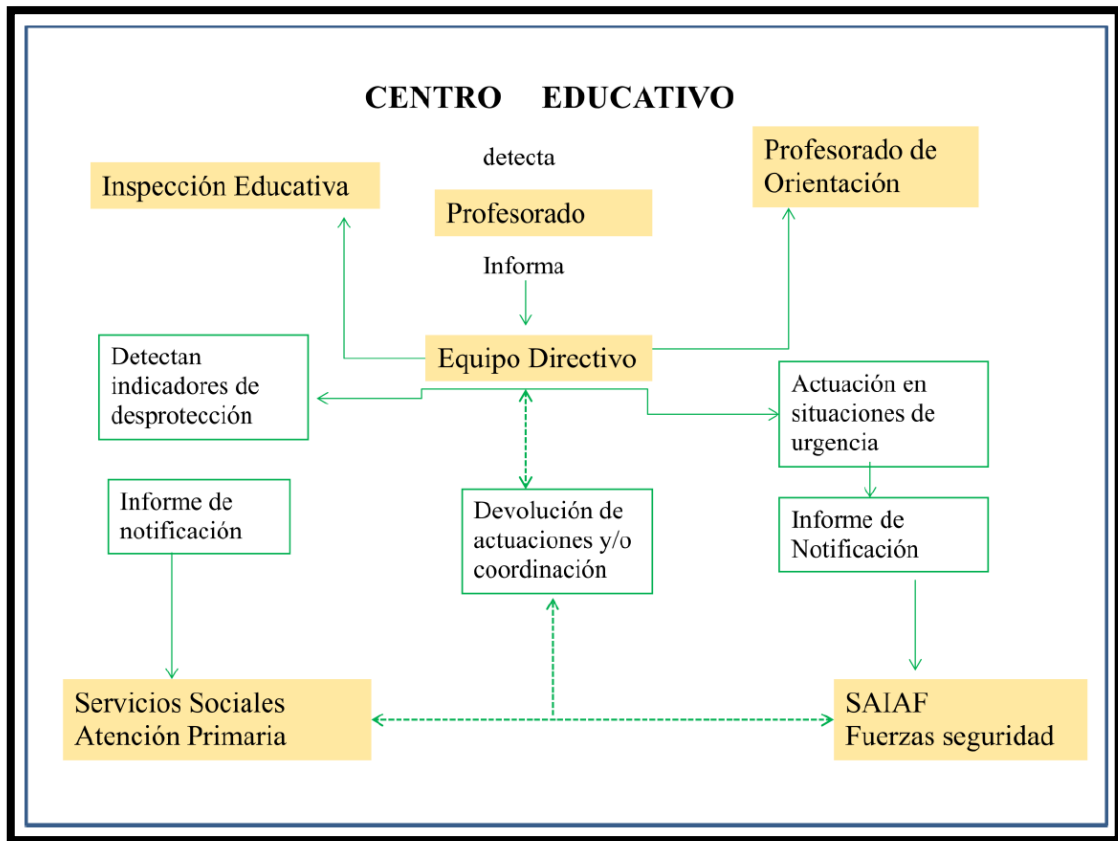 CENTRO EDUCATIVO
detecta
Inspección Educativa
Profesorado
Profesorado de
Orientación
Informa
Equipo Directivo
Detectan
indicadores de
desprotección
Actuación en
situaciones de
urgencia
Informe de
notificación
Devolución de
actuaciones y/o
coordinación
Informe de
Notificación
Servicios Sociales
Atención Primaria
SAIAF
Fuerzas seguridad